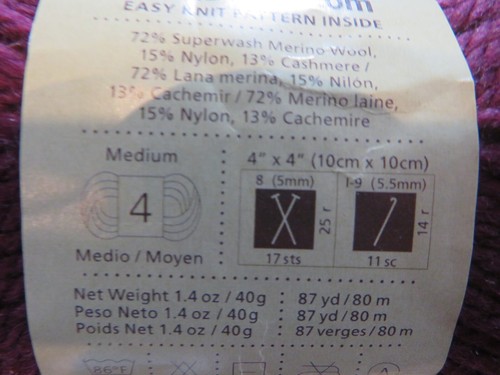 om
EASY KNIT PATTERN INSIDE
72% Superwash Merino Wool,
15% Nylon, 13% Cashmere /
72% Lana merina, 15% Nilón,
13% Cachemir / 72% Merino laine,
15% Nylon, 13% Cachemire
Medium
4
Medio / Moyen
4" x 4" (10cm x 10cm)
8 (5mm)
25 r
17 sts
I-9 (5.5mm)
14 r
11 sc
Net Weight 1.4 oz / 40g : 87 yd / 80 m
Peso Neto 1.4 oz / 40g : 87 yd / 80 m
Poids Net 1.4 oz / 40g : 87 verges / 80 m
86°F
A